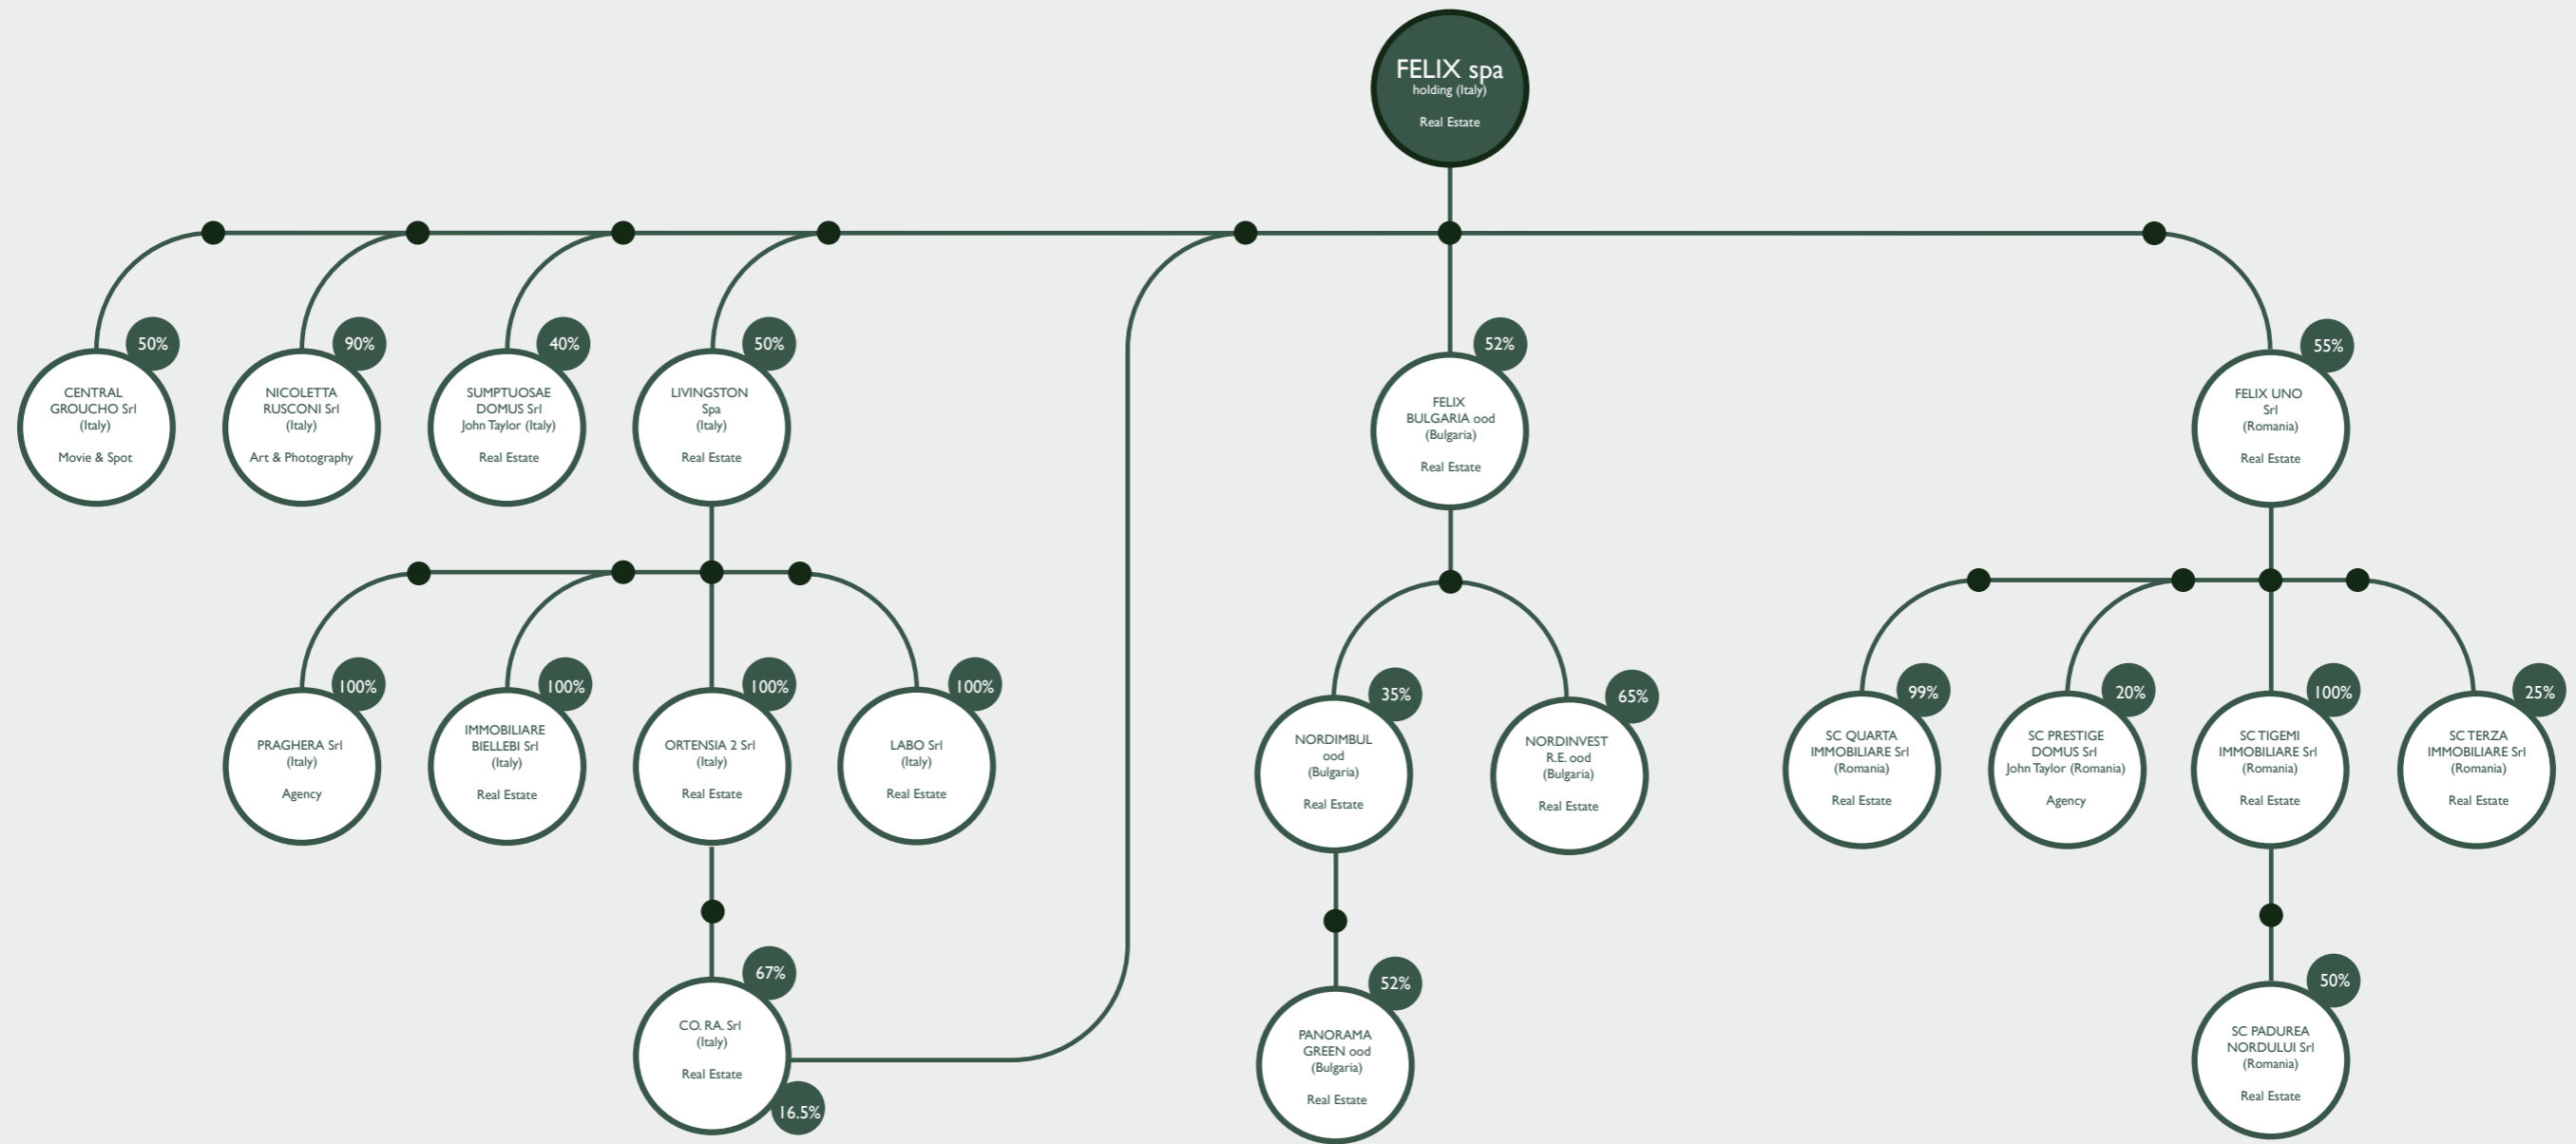 FELIX spa
holding (Italy)
Real Estate
50%
CENTRAL
GROUCHO Srl
(Italy)
Movie & Spot
90%
NICOLETTA
RUSCONI Srl
(Italy)
Art & Photography
40%
SUMPTUOSAE
DOMUS Srl
John Taylor (Italy)
Real Estate
50%
LIVINGSTON
Spa
(Italy)
Real Estate
52%
FELIX
BULGARIA ood
(Bulgaria)
Real Estate
55%
FELIX UNO
Srl
(Romania)
Real Estate
100%
PRAGHERA Srl
(Italy)
Agency
100%
IMMOBILIARE
BIELLEBI Srl
(Italy)
Real Estate
100%
ORTENSIA 2 Srl
(Italy)
Real Estate
100%
LABO Srl
(Italy)
Real Estate
35%
NORDIMBUL
ood
(Bulgaria)
Real Estate
65%
NORDINVEST
R.E. ood
(Bulgaria)
Real Estate
99%
SC QUARTA
IMMOBILIARE Srl
(Romania)
Real Estate
20%
SC PRESTIGE
DOMUS Srl
John Taylor (Romania)
Agency
100%
SC TIGEMI
IMMOBILIARE Srl
(Romania)
Real Estate
25%
SC TERZA
IMMOBILIARE Srl
(Romania)
Real Estate
67%
CO. RA. Srl
(Italy)
Real Estate
16.5%
52%
PANORAMA
GREEN ood
(Bulgaria)
Real Estate
50%
SC PADUREA
NORDULUI Srl
(Romania)
Real Estate